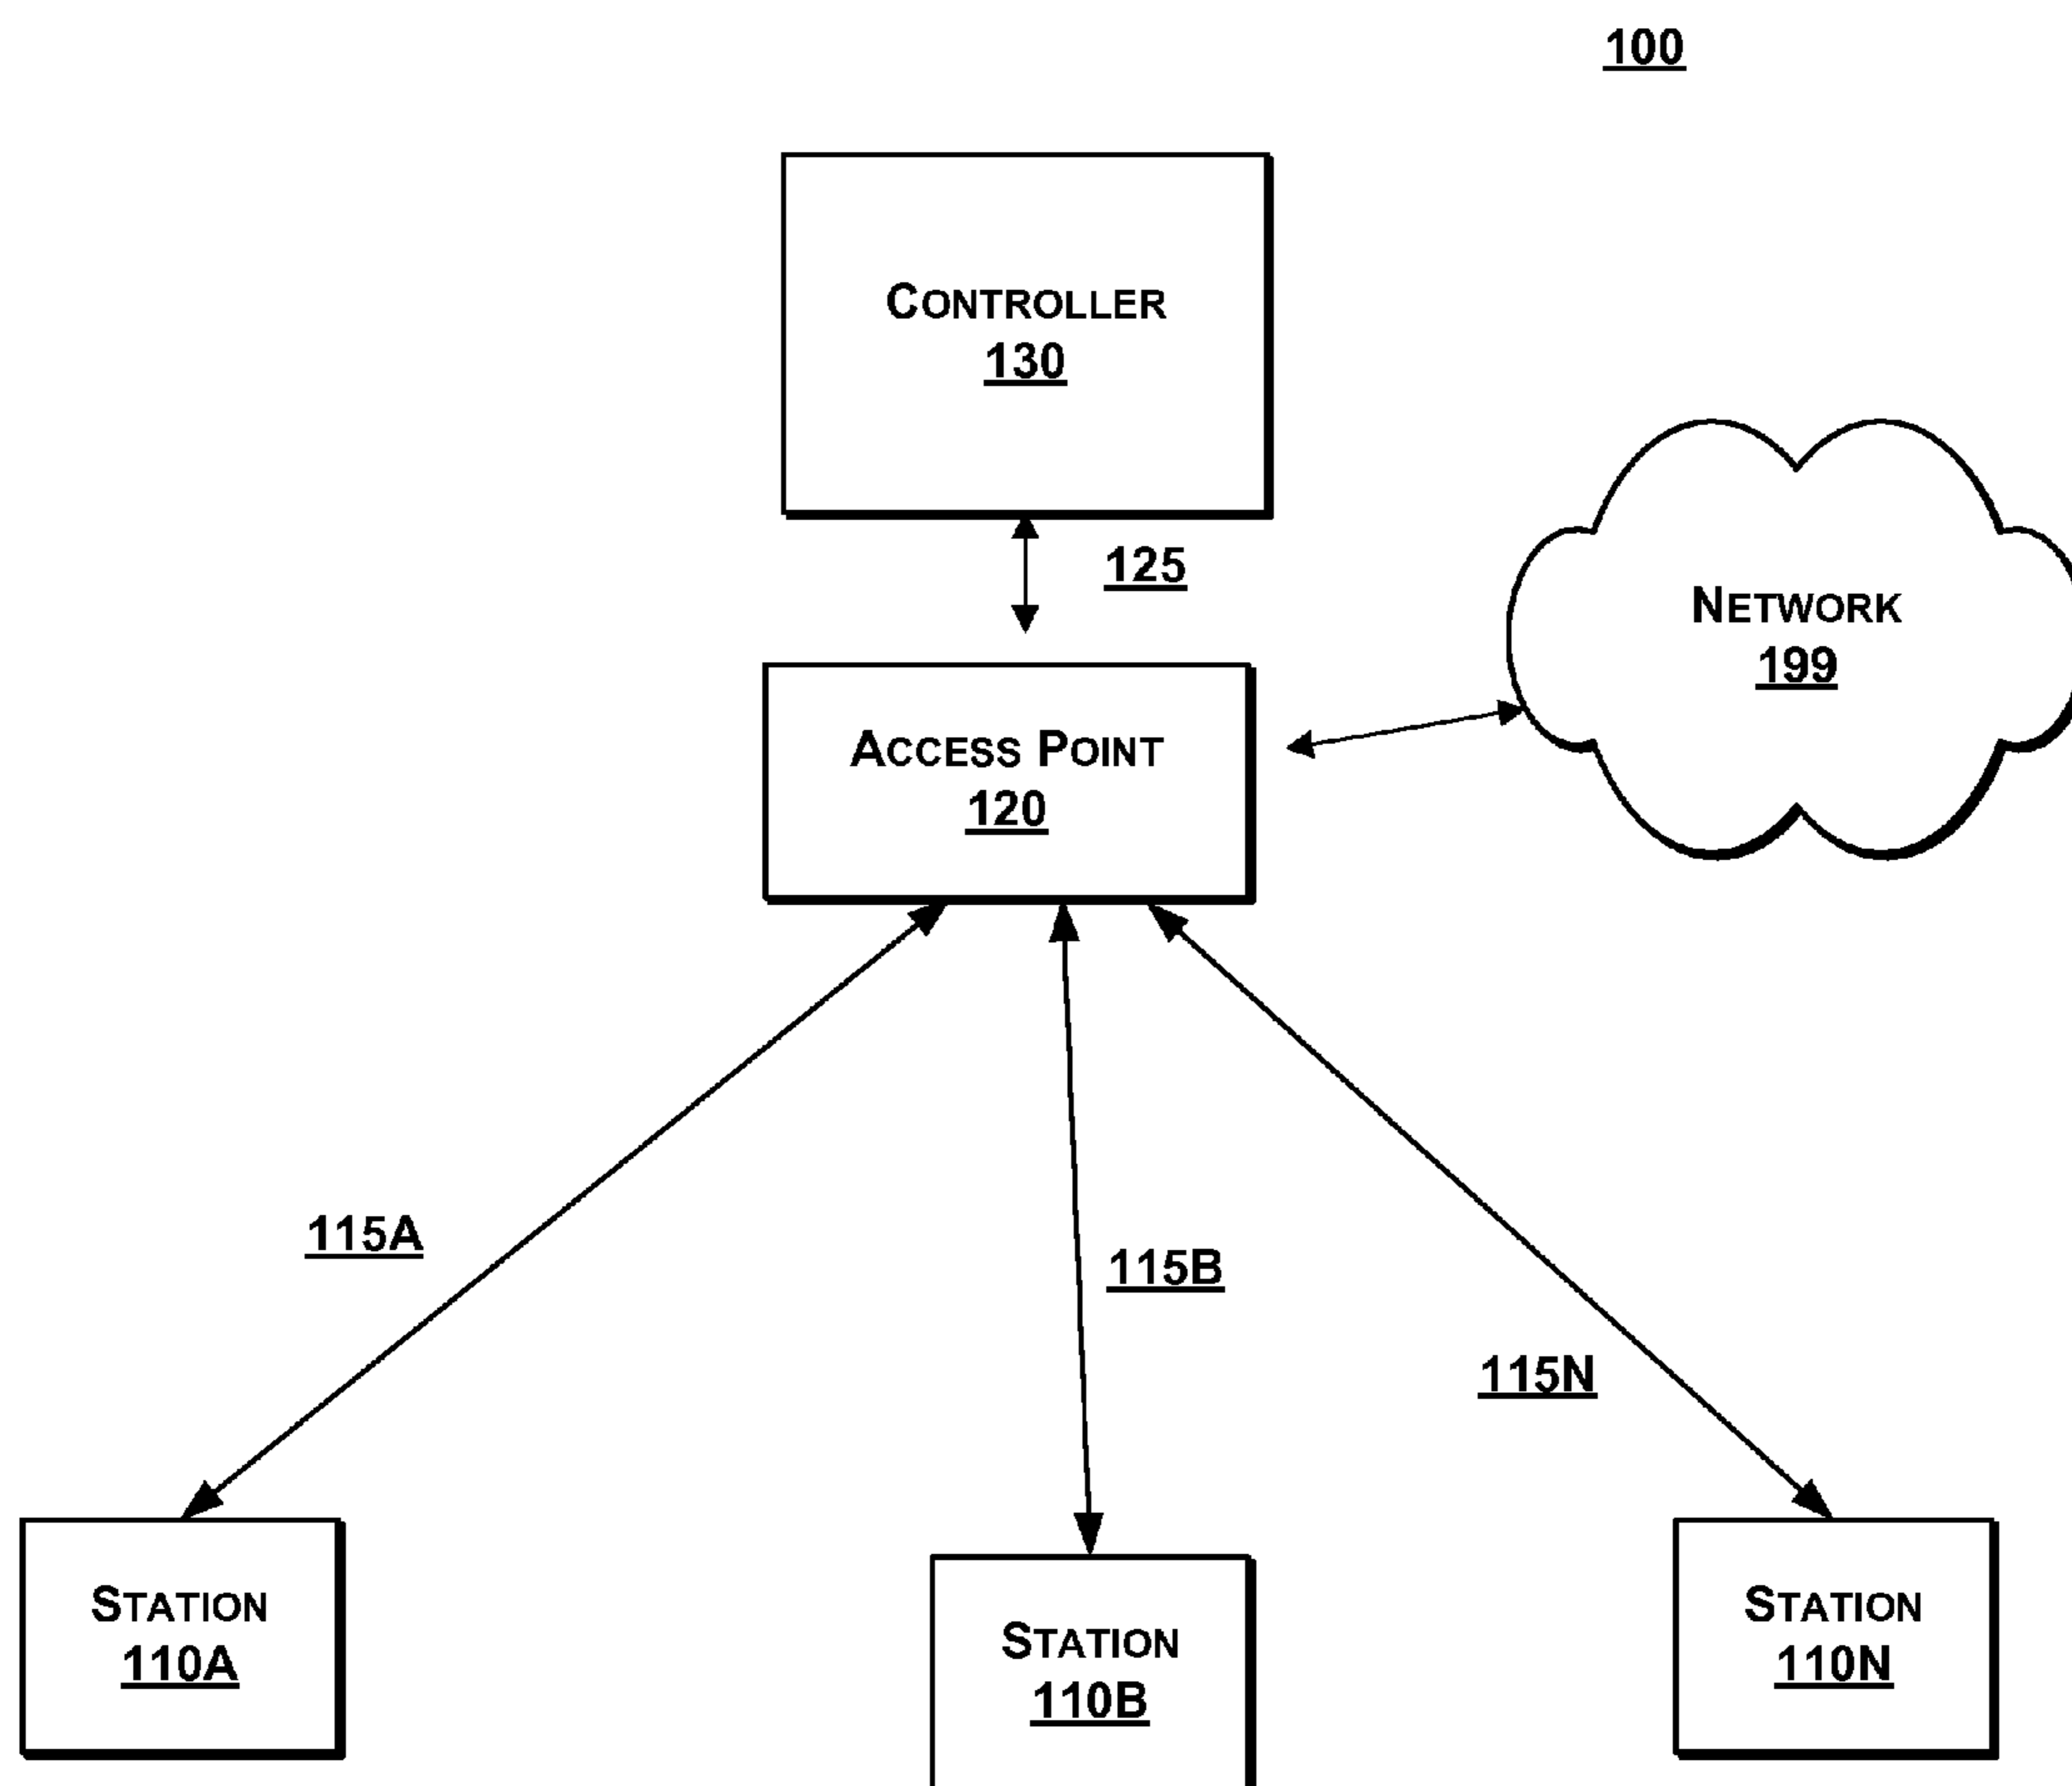 100
CONTROLLER
130
125
NETWORK
199
ACCESS POINT
120
115A
115B
115N
STATION
110A
STATION
110B
STATION
110N